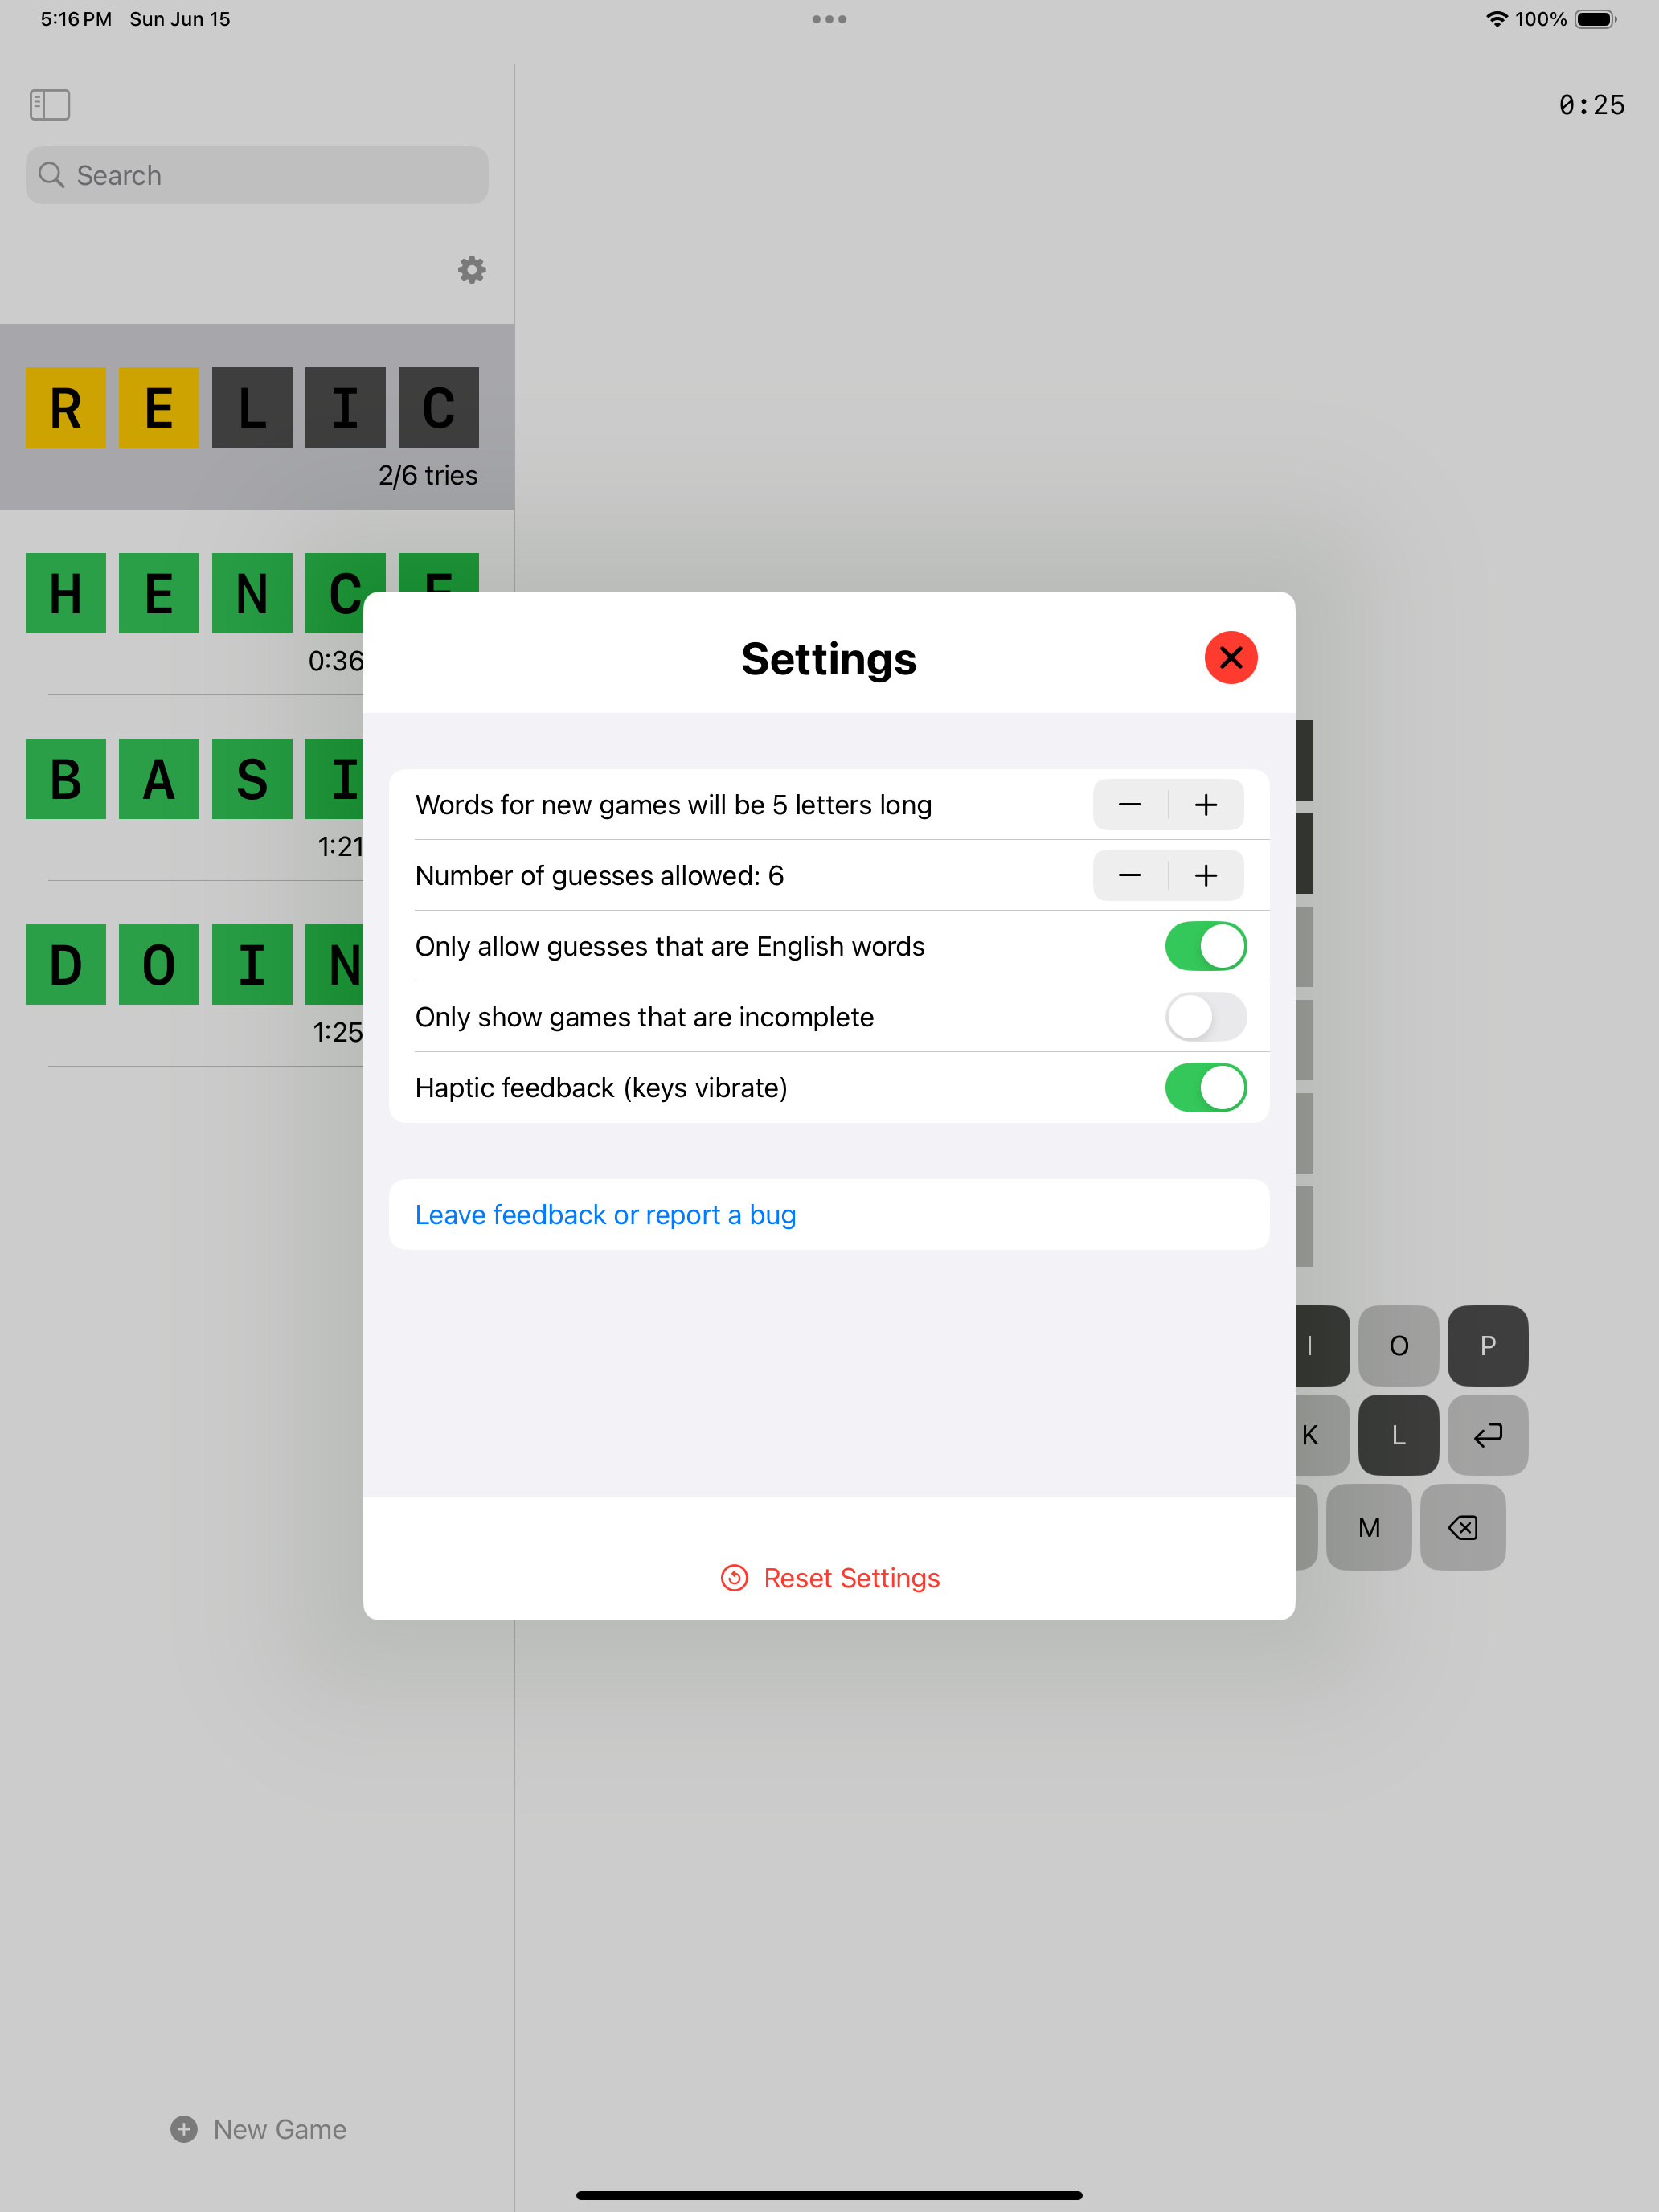 5:16 PM Sun Jun 15
100%
0:25
Search
R E L I C
2/6 tries
H E N C E
0:36
B A S I
1:21
D O I N
1:25
Settings
Words for new games will be 5 letters long
Number of guesses allowed: 6
Only allow guesses that are English words
Only show games that are incomplete
Haptic feedback (keys vibrate)
Leave feedback or report a bug
Reset Settings
I O P
K L
M
New Game